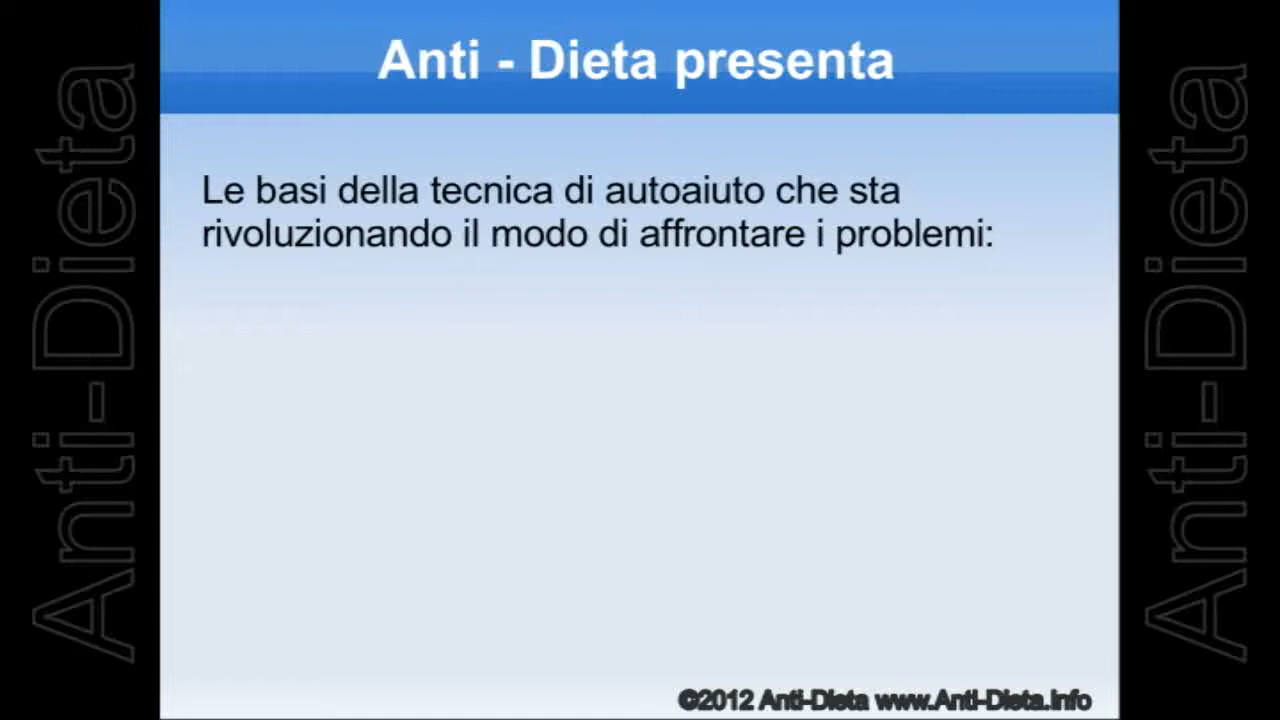 Anti - Dieta presenta
Le basi della tecnica di autoaiuto che sta
rivoluzionando il modo di affrontare i problemi:
©2012 Anti-Dieta www.Anti-Dieta.info
Anti-Dieta
Anti-Dieta